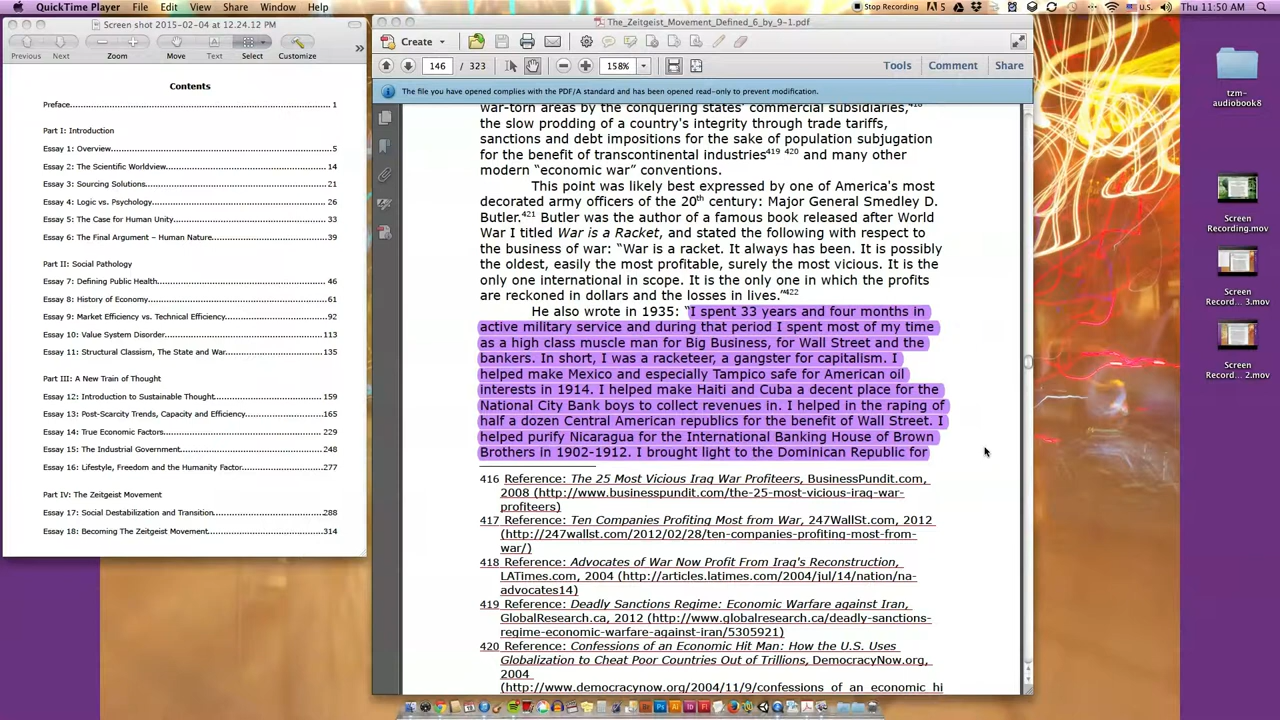 QuickTime Player File Edit View Share Window Help
Stop Recording
U.S.
Thu 11:50 AM
Screen shot 2015-02-04 at 12.24.12 PM
Previous Next Zoom Move Text Select Customize
Contents
Preface 1
Part I: Introduction
Essay 1: Overview 5
Essay 2: The Scientific Worldview 14
Essay 3: Sourcing Solutions 21
Essay 4: Logic vs. Psychology 26
Essay 5: The Case for Human Unity 33
Essay 6: The Final Argument – Human Nature 39
Part II: Social Pathology
Essay 7: Defining Public Health 46
Essay 8: History of Economy 61
Essay 9: Market Efficiency vs. Technical Efficiency 92
Essay 10: Value System Disorder 113
Essay 11: Structural Classism, The State and War 135
Part III: A New Train of Thought
Essay 12: Introduction to Sustainable Thought 159
Essay 13: Post-Scarcity Trends, Capacity and Efficiency 165
Essay 14: True Economic Factors 229
Essay 15: The Industrial Government 248
Essay 16: Lifestyle, Freedom and the Humanity Factor 277
Part IV: The Zeitgeist Movement
Essay 17: Social Destabilization and Transition 288
Essay 18: Becoming The Zeitgeist Movement 314
The_Zeitgeist_Movement_Defined_6_by_9-1.pdf
Create
146 / 323
158%
Tools Comment Share
The file you have opened complies with the PDF/A standard and has been opened read-only to prevent modification.
war-torn areas by the conquering states' commercial subsidiaries,418
the slow prodding of a country's integrity through trade tariffs,
sanctions and debt impositions for the sake of population subjugation
for the benefit of transcontinental industries419 420 and many other
modern “economic war” conventions.
This point was likely best expressed by one of America's most
decorated army officers of the 20th century: Major General Smedley D.
Butler.421 Butler was the author of a famous book released after World
War I titled War is a Racket, and stated the following with respect to
the business of war: “War is a racket. It always has been. It is possibly
the oldest, easily the most profitable, surely the most vicious. It is the
only one international in scope. It is the only one in which the profits
are reckoned in dollars and the losses in lives.”422
He also wrote in 1935: “I spent 33 years and four months in
active military service and during that period I spent most of my time
as a high class muscle man for Big Business, for Wall Street and the
bankers. In short, I was a racketeer, a gangster for capitalism. I
helped make Mexico and especially Tampico safe for American oil
interests in 1914. I helped make Haiti and Cuba a decent place for the
National City Bank boys to collect revenues in. I helped in the raping of
half a dozen Central American republics for the benefit of Wall Street. I
helped purify Nicaragua for the International Banking House of Brown
Brothers in 1902-1912. I brought light to the Dominican Republic for
416 Reference: The 25 Most Vicious Iraq War Profiteers, BusinessPundit.com,
2008 (http://www.businesspundit.com/the-25-most-vicious-iraq-war-
profiteers)
417 Reference: Ten Companies Profiting Most from War, 247WallSt.com, 2012
(http://247wallst.com/2012/02/28/ten-companies-profiting-most-from-
war/)
418 Reference: Advocates of War Now Profit From Iraq's Reconstruction,
LATimes.com, 2004 (http://articles.latimes.com/2004/jul/14/nation/na-
advocates14)
419 Reference: Deadly Sanctions Regime: Economic Warfare against Iran,
GlobalResearch.ca, 2012 (http://www.globalresearch.ca/deadly-sanctions-
regime-economic-warfare-against-iran/5305921)
420 Reference: Confessions of an Economic Hit Man: How the U.S. Uses
Globalization to Cheat Poor Countries Out of Trillions, DemocracyNow.org,
2004
(http://www.democracynow.org/2004/11/9/confessions_of_an_economic_hi
tzm-
audiobook8
Screen
Recording.mov
Screen
Record... 3.mov
Screen
Record... 2.mov